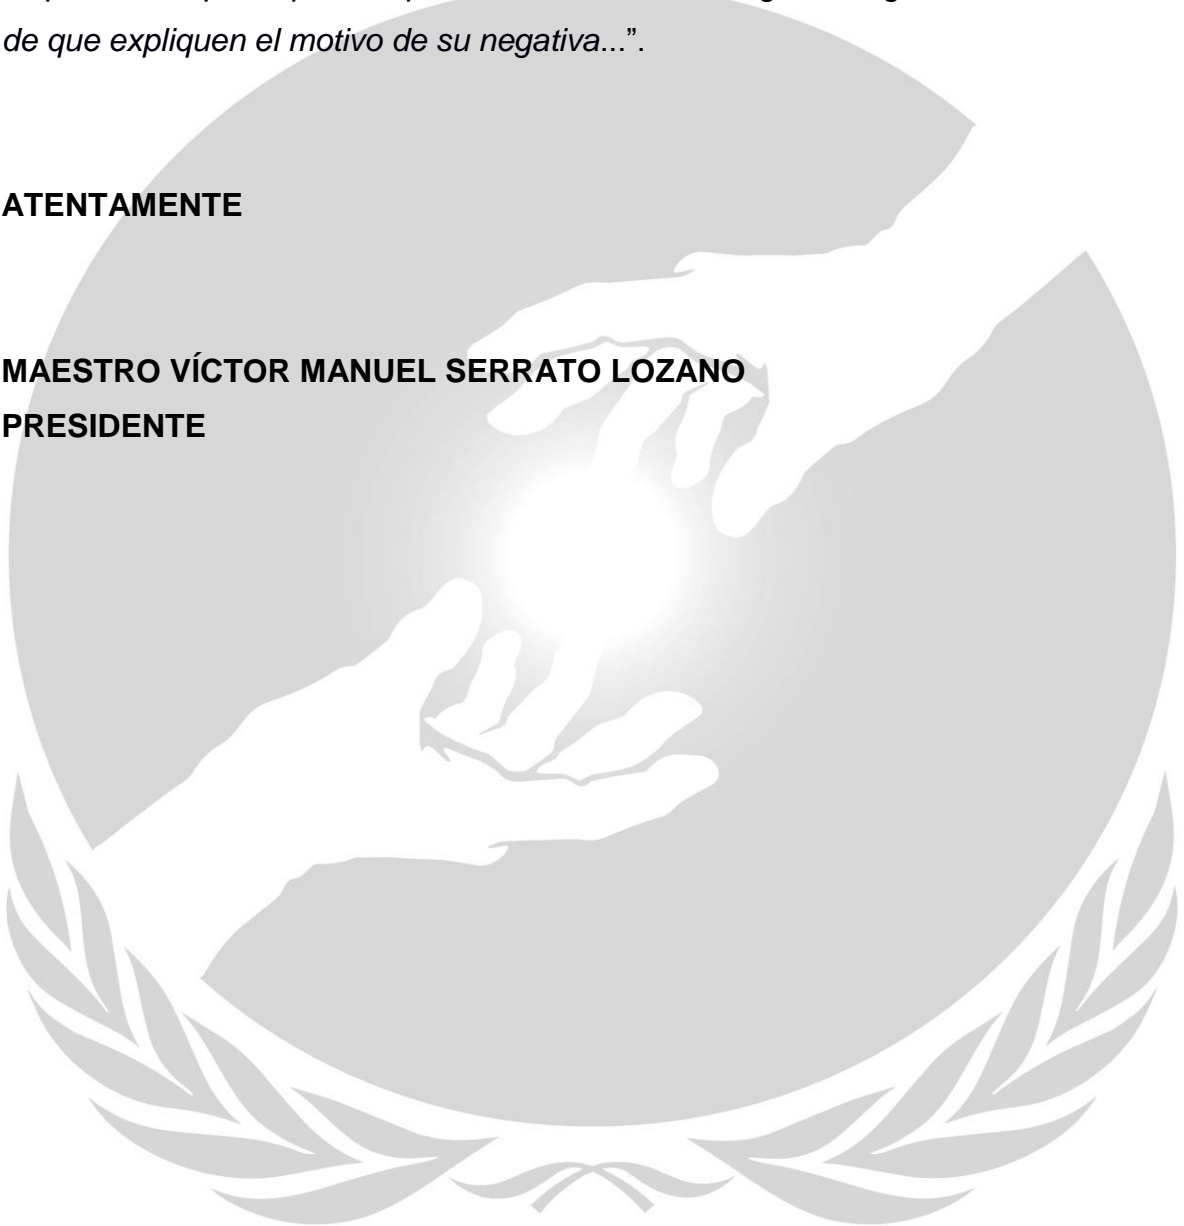 de que expliquen el motivo de su negativa...”.
ATENTAMENTE
MAESTRO VÍCTOR MANUEL SERRATO LOZANO
PRESIDENTE